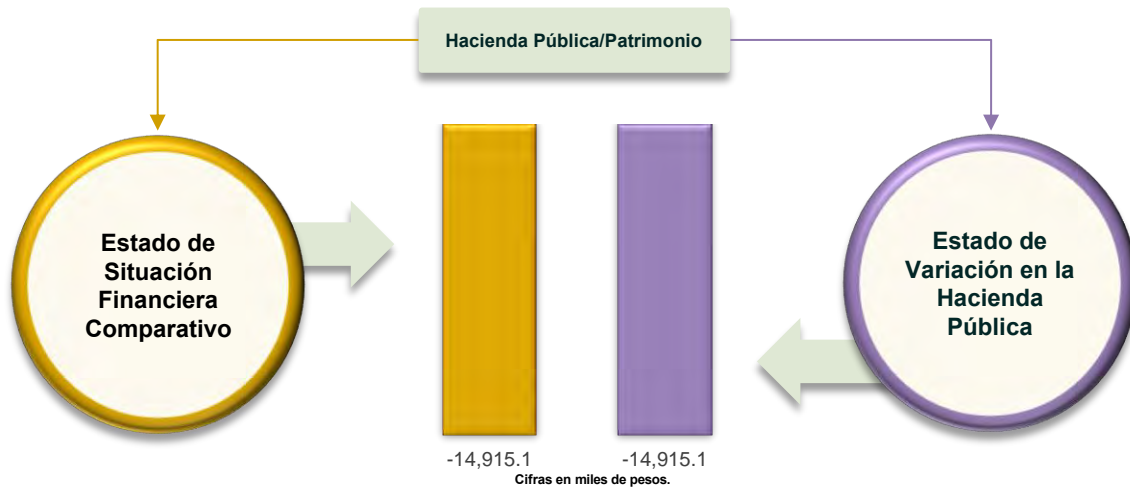 Hacienda Pública/Patrimonio
Estado de
Situación
Financiera
Comparativo
Estado de
Variación en la
Hacienda
Pública
-14,915.1
-14,915.1
Cifras en miles de pesos.